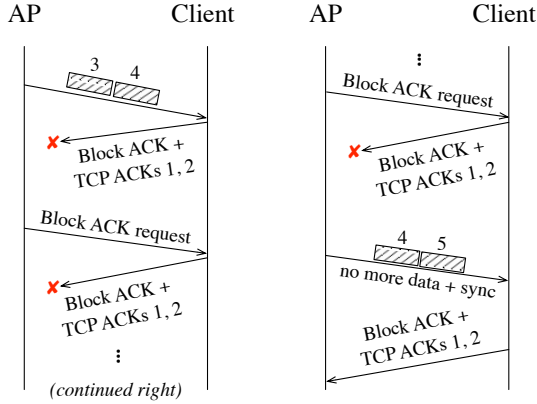 AP
Client
3 4
Block ACK +
TCP ACKs 1, 2
Block ACK request
Block ACK +
TCP ACKs 1, 2
(continued right)
AP
Client
Block ACK request
Block ACK +
TCP ACKs 1, 2
4 5
no more data + sync
Block ACK +
TCP ACKs 1, 2